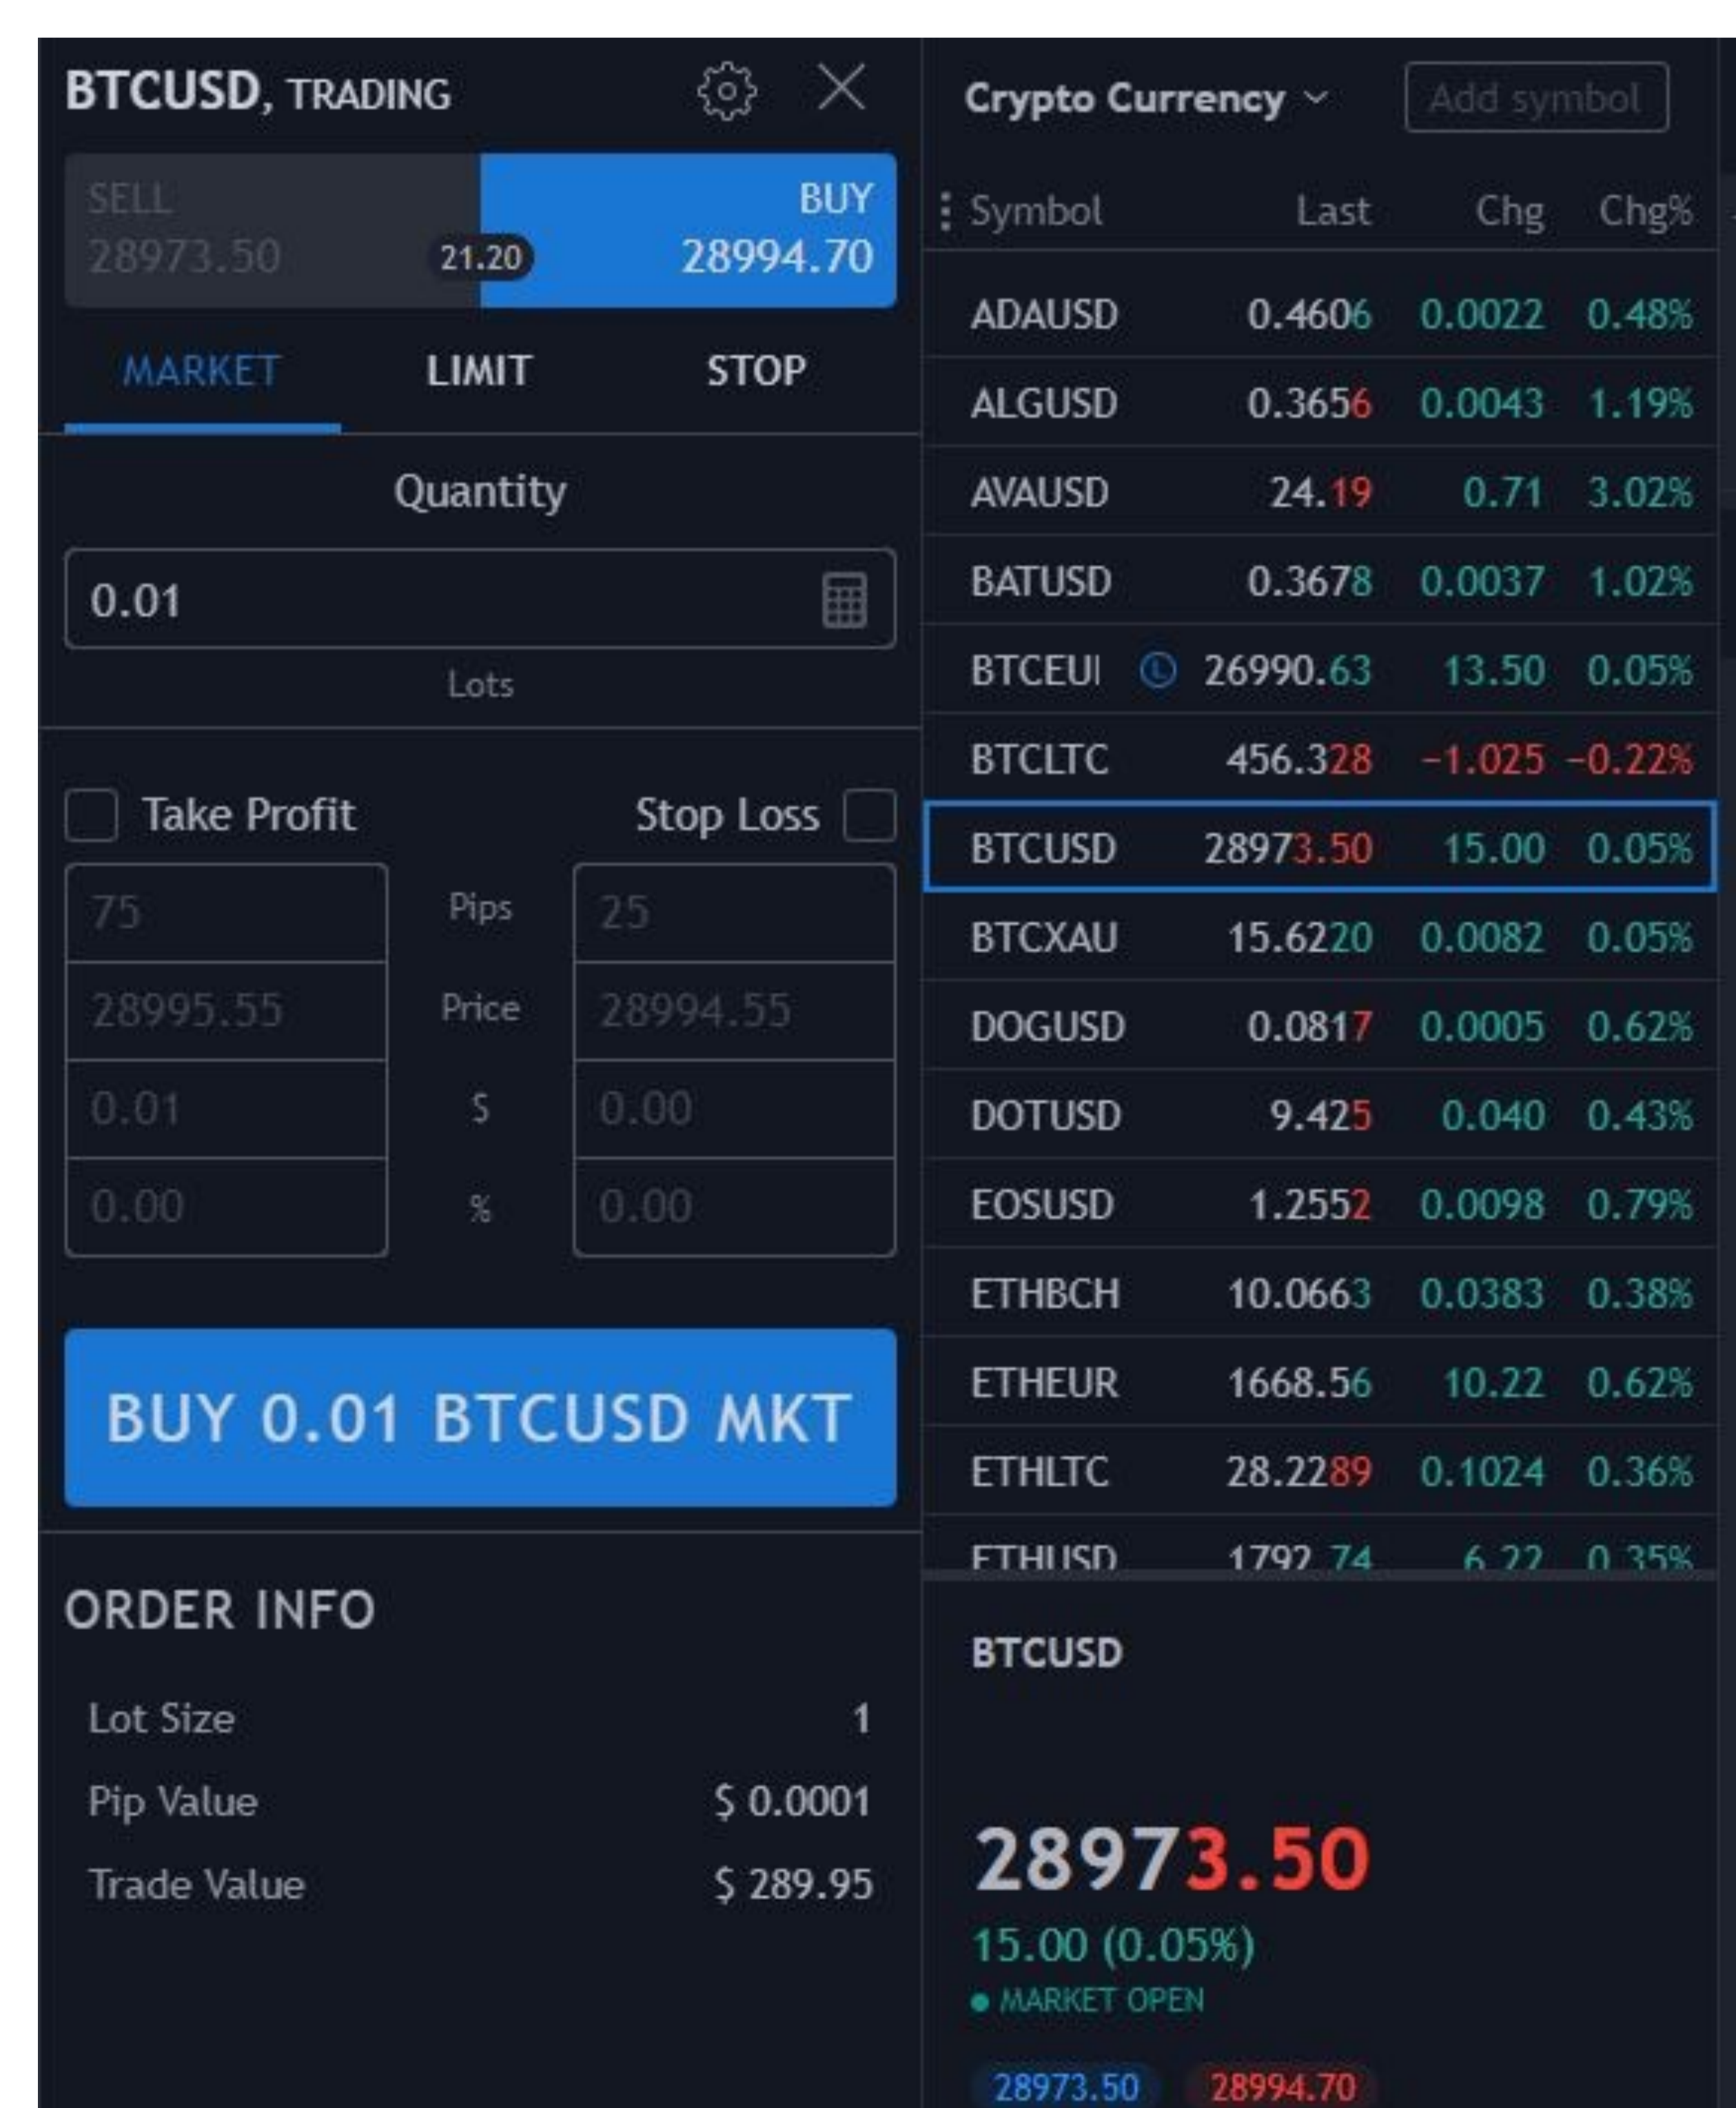 BTCUSD, TRADING
SELL BUY
28973.50 21.20 28994.70
MARKET LIMIT STOP
Quantity
0.01
Lots
Take Profit Stop Loss
75 Pips 25
28995.55 Price 28994.55
0.01 $ 0.00
0.00 % 0.00
BUY 0.01 BTCUSD MKT
ORDER INFO
Lot Size 1
Pip Value $ 0.0001
Trade Value $ 289.95
Crypto Currency Add symbol
Symbol Last Chg Chg%
ADAUSD 0.4606 0.0022 0.48%
ALGUSD 0.3656 0.0043 1.19%
AVAUSD 24.19 0.71 3.02%
BATUSD 0.3678 0.0037 1.02%
BTCEUI L 26990.63 13.50 0.05%
BTCLTC 456.328 −1.025 −0.22%
BTCUSD 28973.50 15.00 0.05%
BTCXAU 15.6220 0.0082 0.05%
DOGUSD 0.0817 0.0005 0.62%
DOTUSD 9.425 0.040 0.43%
EOSUSD 1.2552 0.0098 0.79%
ETHBCH 10.0663 0.0383 0.38%
ETHEUR 1668.56 10.22 0.62%
ETHLTC 28.2289 0.1024 0.36%
ETHUSD 1792.74 6.22 0.35%
BTCUSD
28973.50
15.00 (0.05%)
MARKET OPEN
28973.50 28994.70